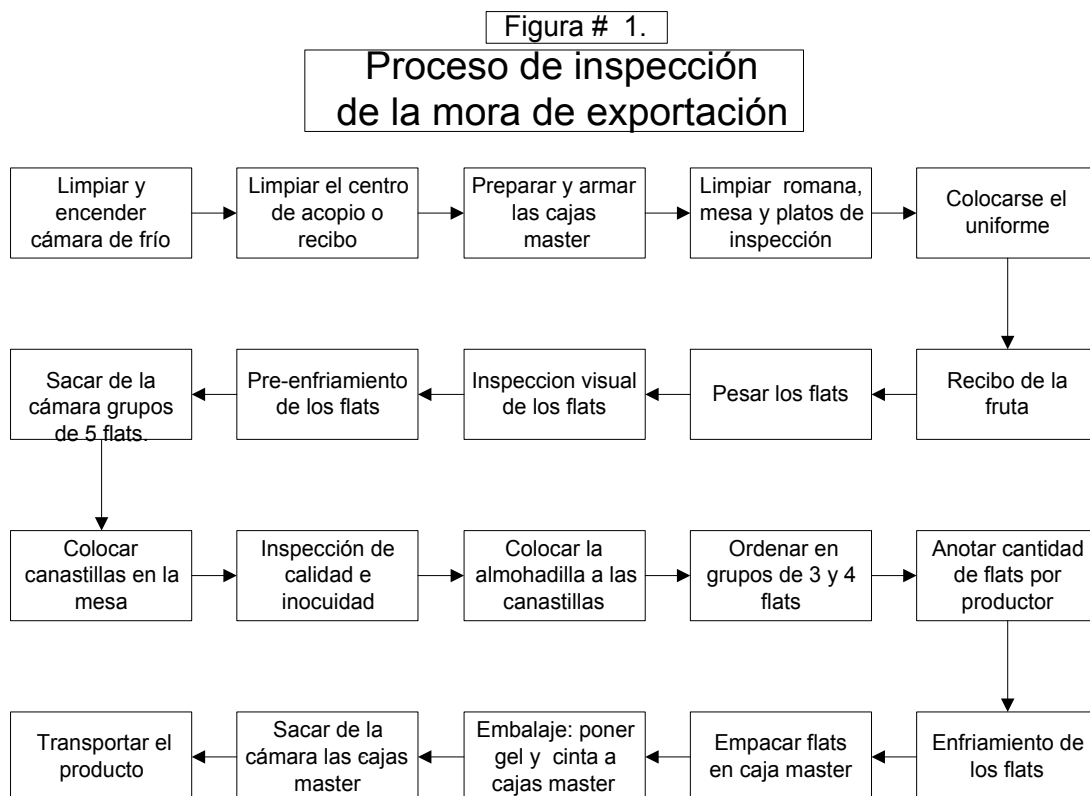 Figura # 1.
Proceso de inspección
de la mora de exportación
Limpiar y
encender
cámara de frío
Limpiar el centro
de acopio o
recibo
Preparar y armar
las cajas
master
Limpiar romana,
mesa y platos de
inspección
Colocarse el
uniforme
Sacar de la
cámara grupos
de 5 flats.
Pre-enfriamiento
de los flats
Inspeccion visual
de los flats
Pesar los flats
Recibo de la
fruta
Colocar
canastillas en la
mesa
Inspección de
calidad e
inocuidad
Colocar la
almohadilla a las
canastillas
Ordenar en
grupos de 3 y 4
flats
Anotar cantidad
de flats por
productor
Transportar el
producto
Sacar de la
cámara las cajas
master
Embalaje: poner
gel y cinta a
cajas master
Empacar flats
en caja master
Enfriamiento de
los flats